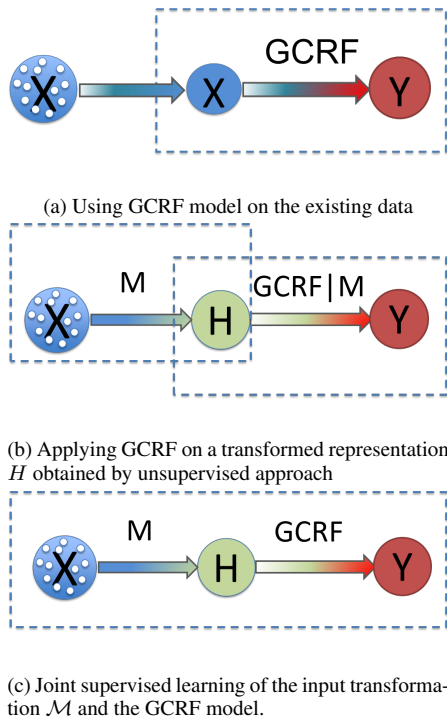 GCRF
X X Y
(a) Using GCRF model on the existing data
M GCRF|M
X H Y
(b) Applying GCRF on a transformed representation
H obtained by unsupervised approach
M GCRF
X H Y
(c) Joint supervised learning of the input transforma-
tion M and the GCRF model.